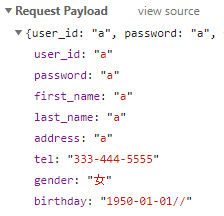 ▼ Request Payload view source
▼ {user_id: "a", password: "a",
user_id: "a"
password: "a"
first_name: "a"
last_name: "a"
address: "a"
tel: "333-444-5555"
gender: "女"
birthday: "1950-01-01//"